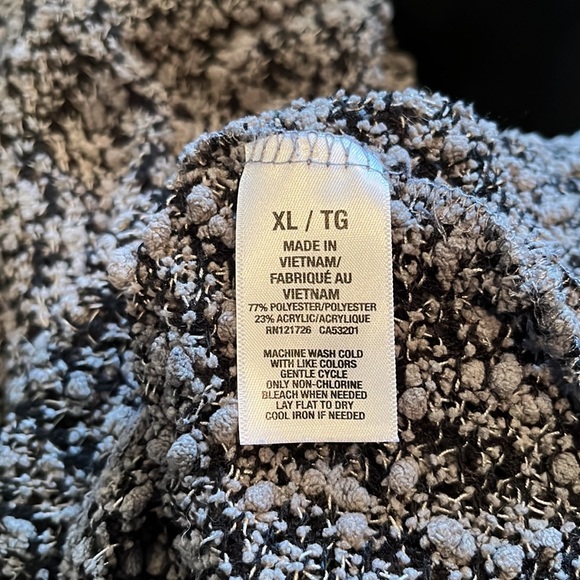 XL / TG
MADE IN
VIETNAM/
FABRIQUÉ AU
VIETNAM
77% POLYESTER/POLYESTER
23% ACRYLIC/ACRYLIQUE
RN121726 CA53201
MACHINE WASH COLD
WITH LIKE COLORS
GENTLE CYCLE
ONLY NON-CHLORINE
BLEACH WHEN NEEDED
LAY FLAT TO DRY
COOL IRON IF NEEDED